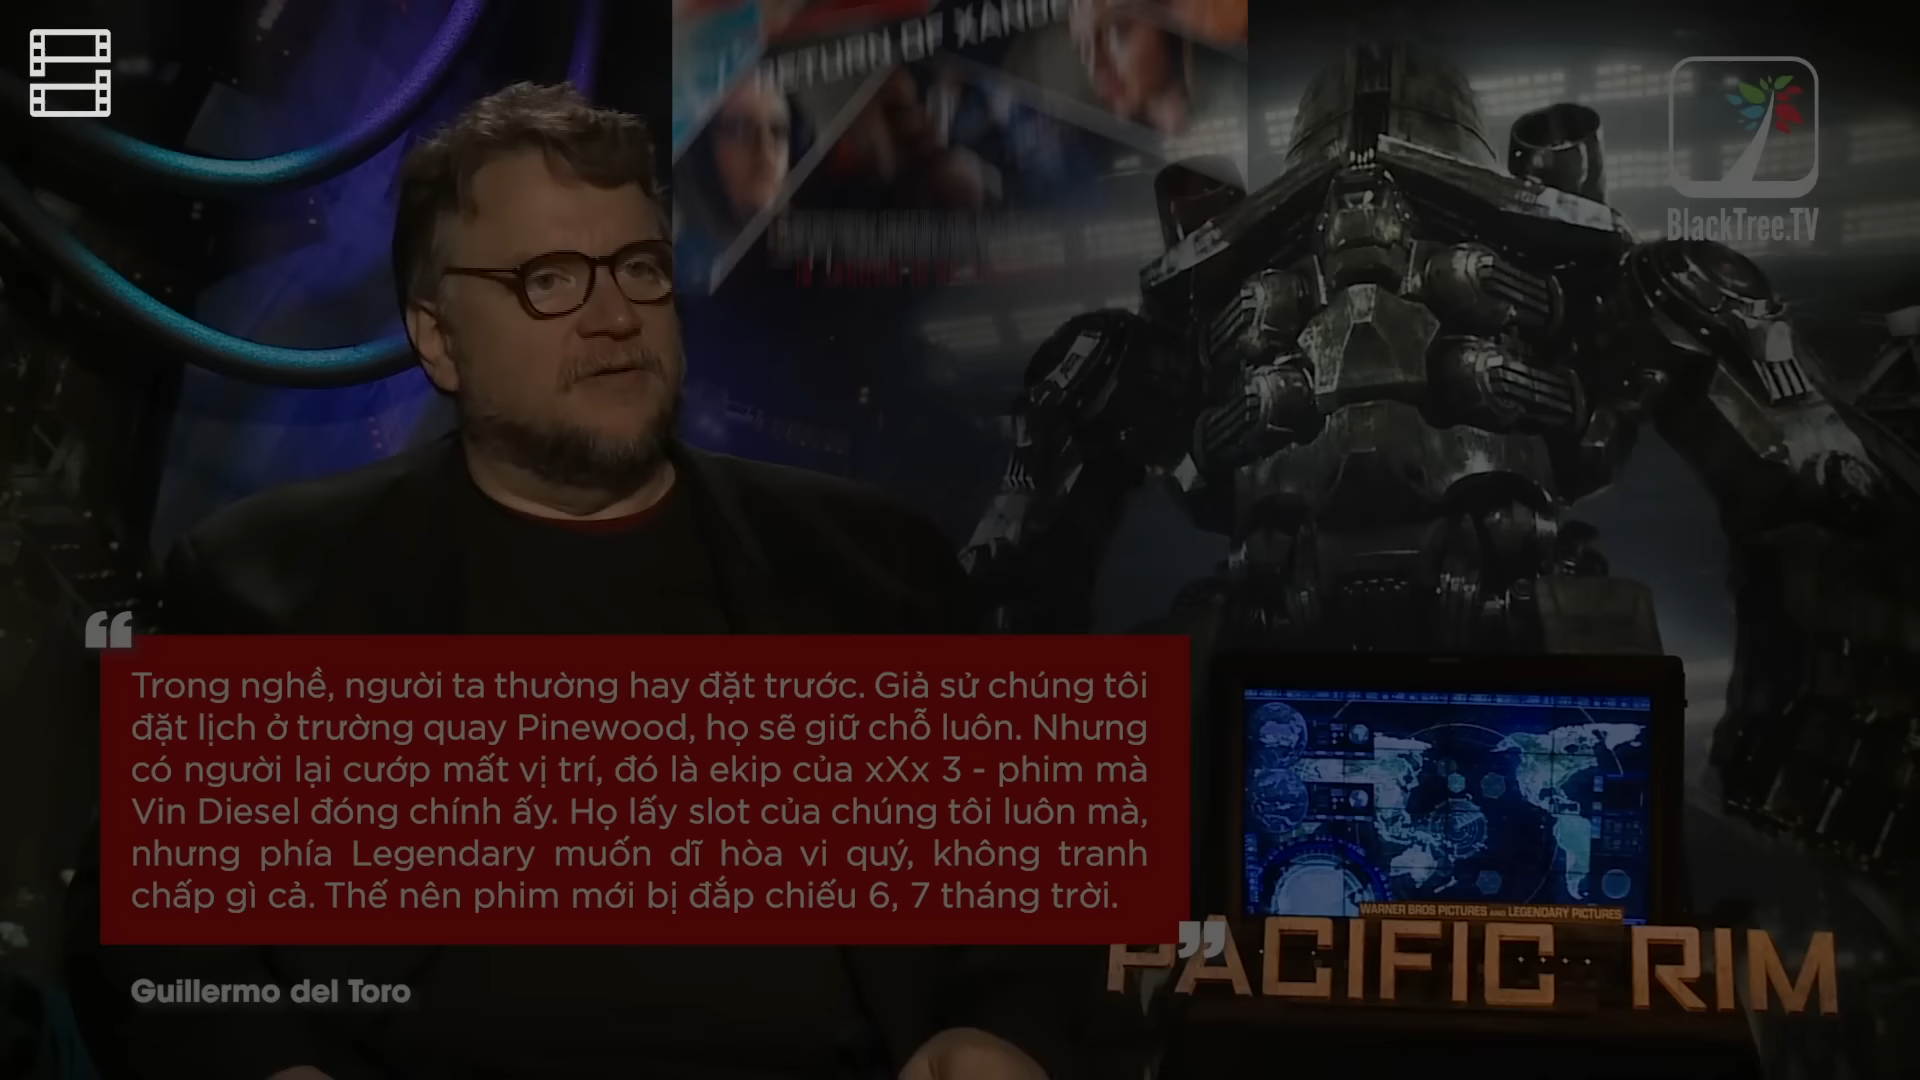 RETURN OF XANDER
BlackTree.TV
Trong nghề, người ta thường hay đặt trước. Giả sử chúng tôi
đặt lịch ở trường quay Pinewood, họ sẽ giữ chỗ luôn. Nhưng
có người lại cướp mất vị trí, đó là ekip của xXx 3 - phim mà
Vin Diesel đóng chính ấy. Họ lấy slot của chúng tôi luôn mà,
nhưng phía Legendary muốn dĩ hòa vi quý, không tranh
chấp gì cả. Thế nên phim mới bị đắp chiếu 6, 7 tháng trời.
Guillermo del Toro
WARNER BROS PICTURES AND LEGENDARY PICTURES
PACIFIC RIM